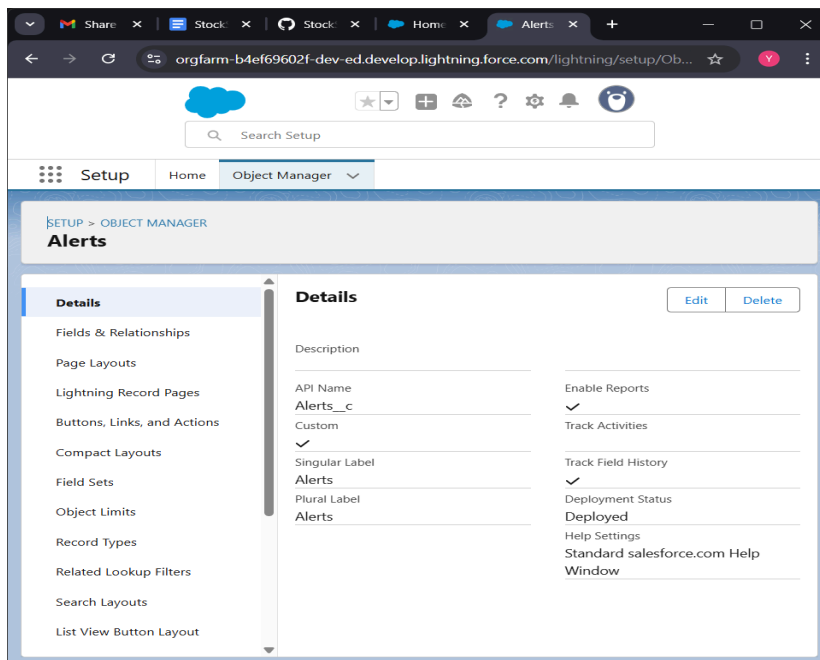 Share
Stock
Stock
Home
Alerts
orgfarm-b4ef69602f-dev-ed.develop.lightning.force.com/lightning/setup/Ob...
Y
Search Setup
Setup
Home
Object Manager
SETUP > OBJECT MANAGER
Alerts
Details
Fields & Relationships
Page Layouts
Lightning Record Pages
Buttons, Links, and Actions
Compact Layouts
Field Sets
Object Limits
Record Types
Related Lookup Filters
Search Layouts
List View Button Layout
Details
Edit
Delete
Description
API Name
Alerts__c
Custom
Singular Label
Alerts
Plural Label
Alerts
Enable Reports
Track Activities
Track Field History
Deployment Status
Deployed
Help Settings
Standard salesforce.com Help
Window